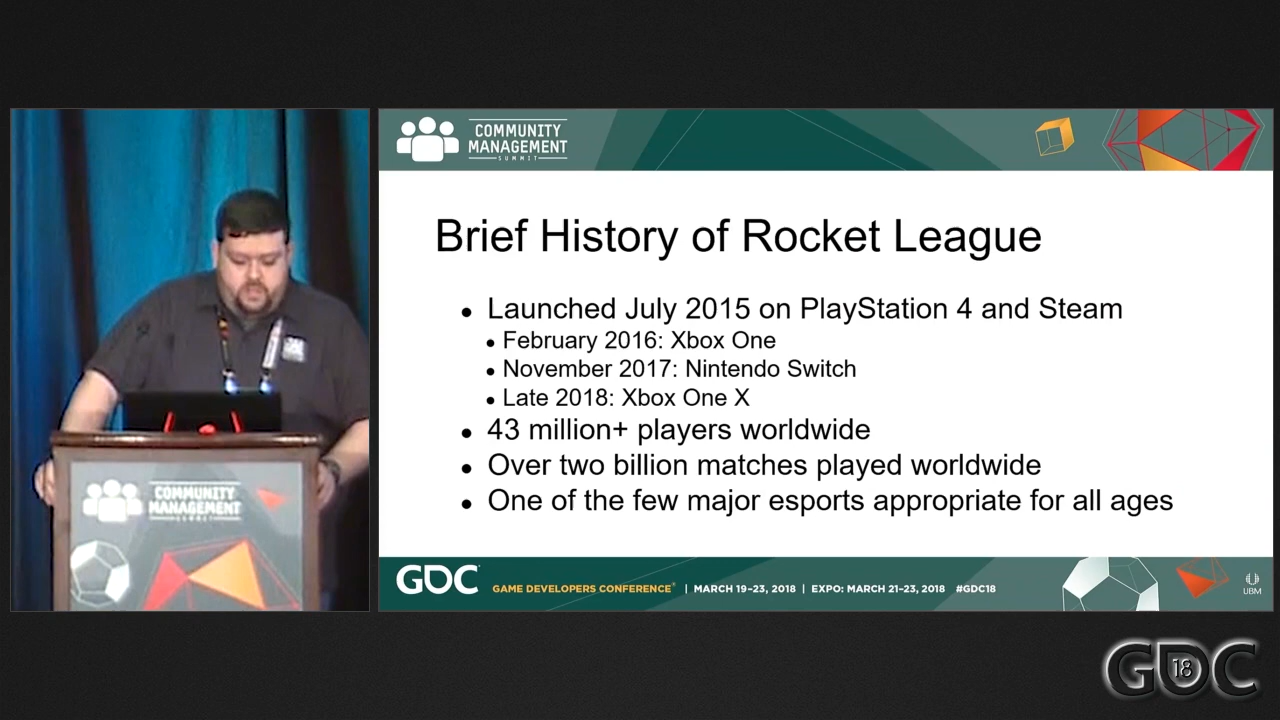 COMMUNITY
MANAGEMENT
SUMMIT
Brief History of Rocket League
• Launched July 2015 on PlayStation 4 and Steam
• February 2016: Xbox One
• November 2017: Nintendo Switch
• Late 2018: Xbox One X
• 43 million+ players worldwide
• Over two billion matches played worldwide
• One of the few major esports appropriate for all ages
COMMUNITY
MANAGEMENT
SUMMIT
GDC GAME DEVELOPERS CONFERENCE® | MARCH 19–23, 2018 | EXPO: MARCH 21–23, 2018 #GDC18
UBM
GDC 18